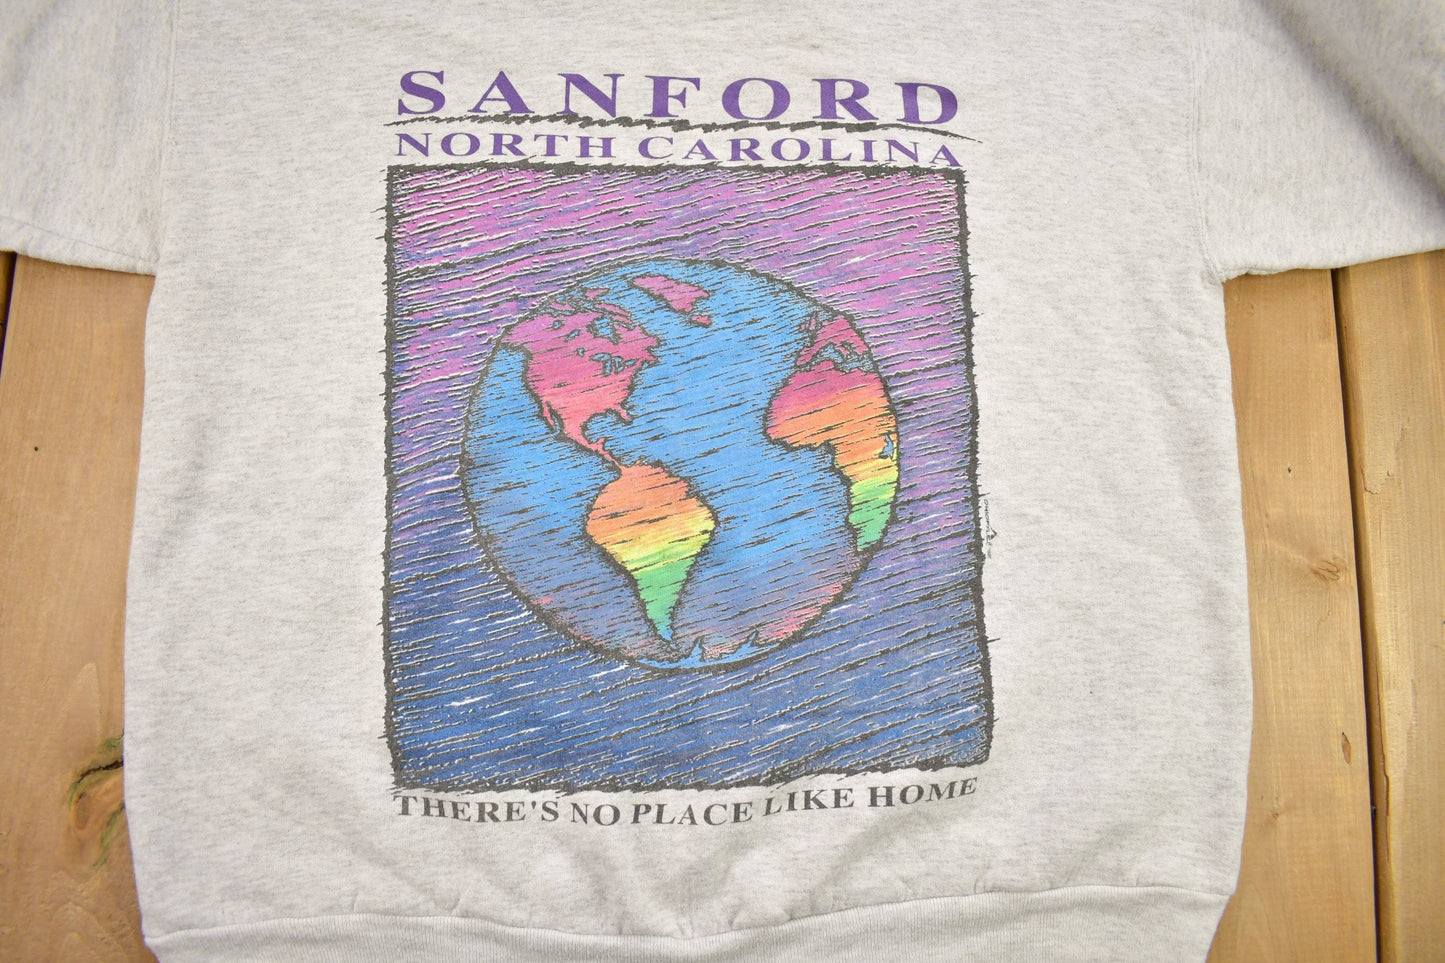 SANFORD
NORTH CAROLINA
THERE'S NO PLACE LIKE HOME